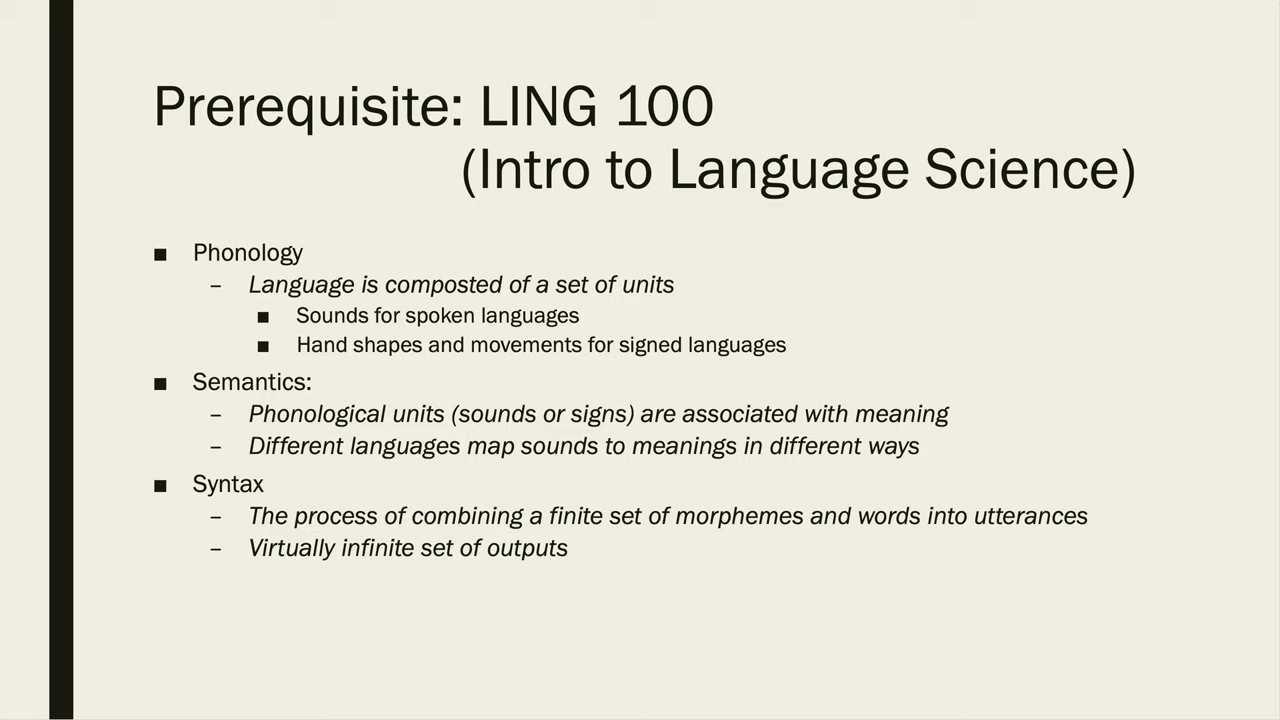 Prerequisite: LING 100
(Intro to Language Science)
■ Phonology
– Language is composted of a set of units
■ Sounds for spoken languages
■ Hand shapes and movements for signed languages
■ Semantics:
– Phonological units (sounds or signs) are associated with meaning
– Different languages map sounds to meanings in different ways
■ Syntax
– The process of combining a finite set of morphemes and words into utterances
– Virtually infinite set of outputs